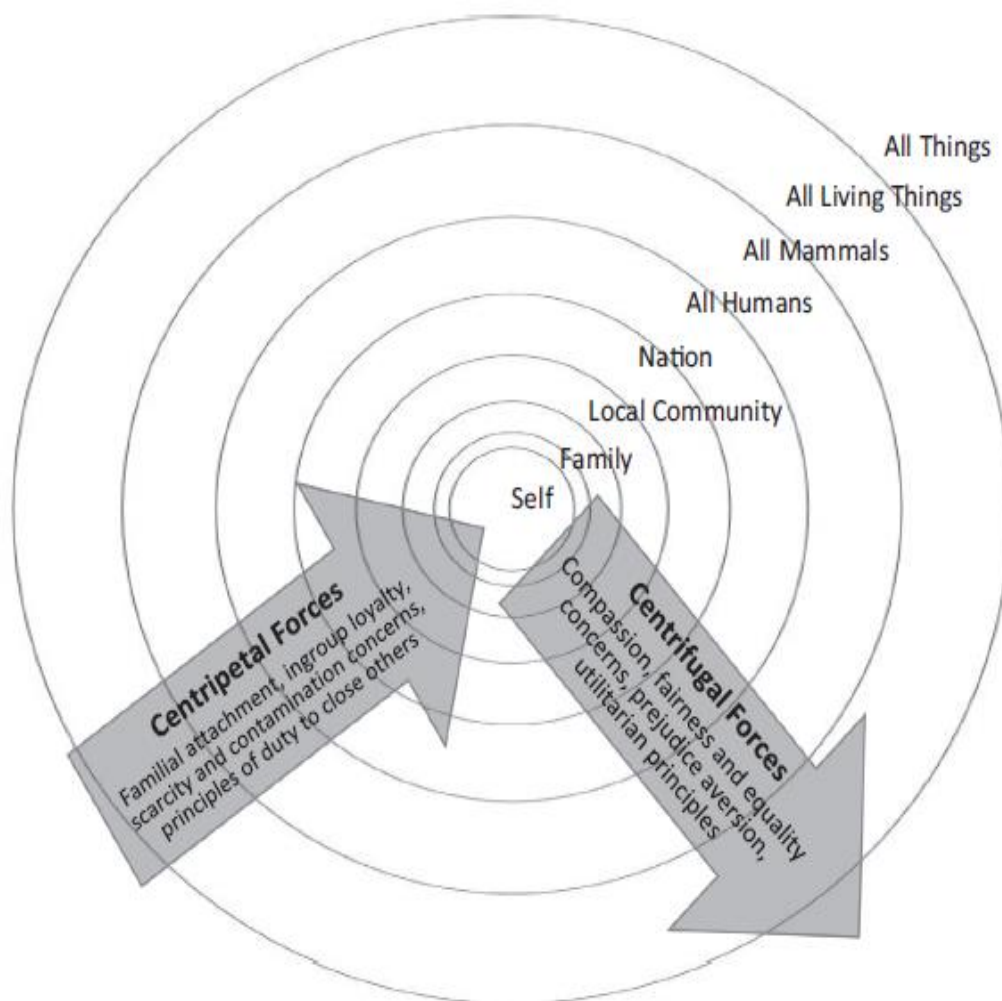 All Things
All Living Things
All Mammals
All Humans
Nation
Local Community
Family
Self
Centripetal Forces
Familial attachment, ingroup loyalty,
scarcity and contamination concerns,
principles of duty to close others
Centrifugal Forces
Compassion, fairness and equality
concerns, prejudice aversion,
utilitarian principles